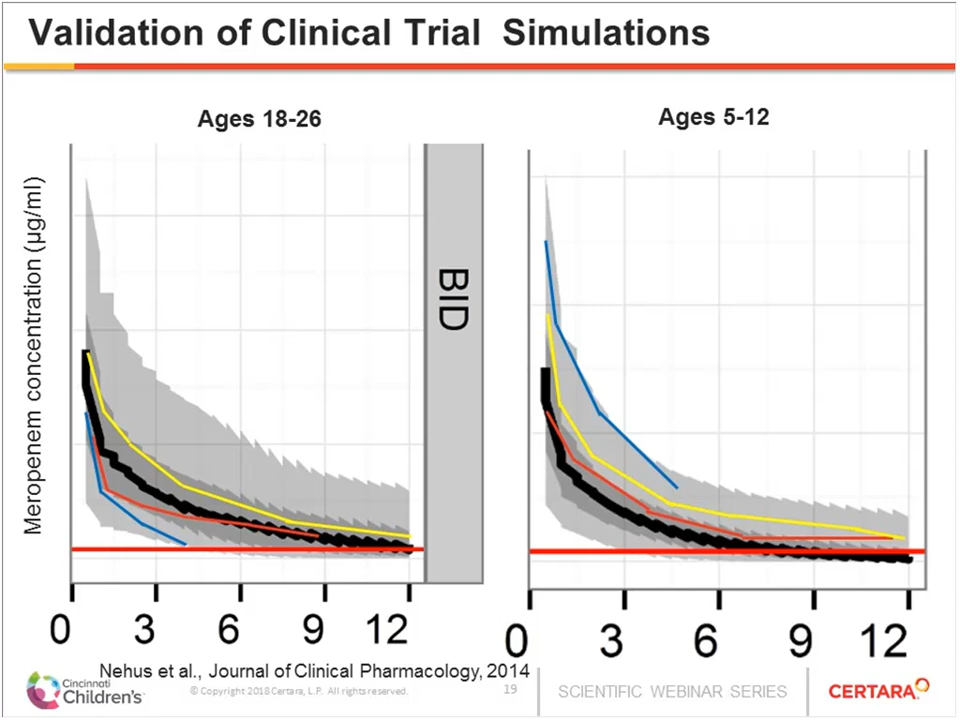 Validation of Clinical Trial Simulations
Ages 18-26
Ages 5-12
Meropenem concentration (µg/ml)
BID
0 3 6 9 12
0 3 6 9 12
Nehus et al., Journal of Clinical Pharmacology, 2014
Cincinnati
Children's
© Copyright 2018 Certara, L.P. All rights reserved.
19
SCIENTIFIC WEBINAR SERIES
CERTARA